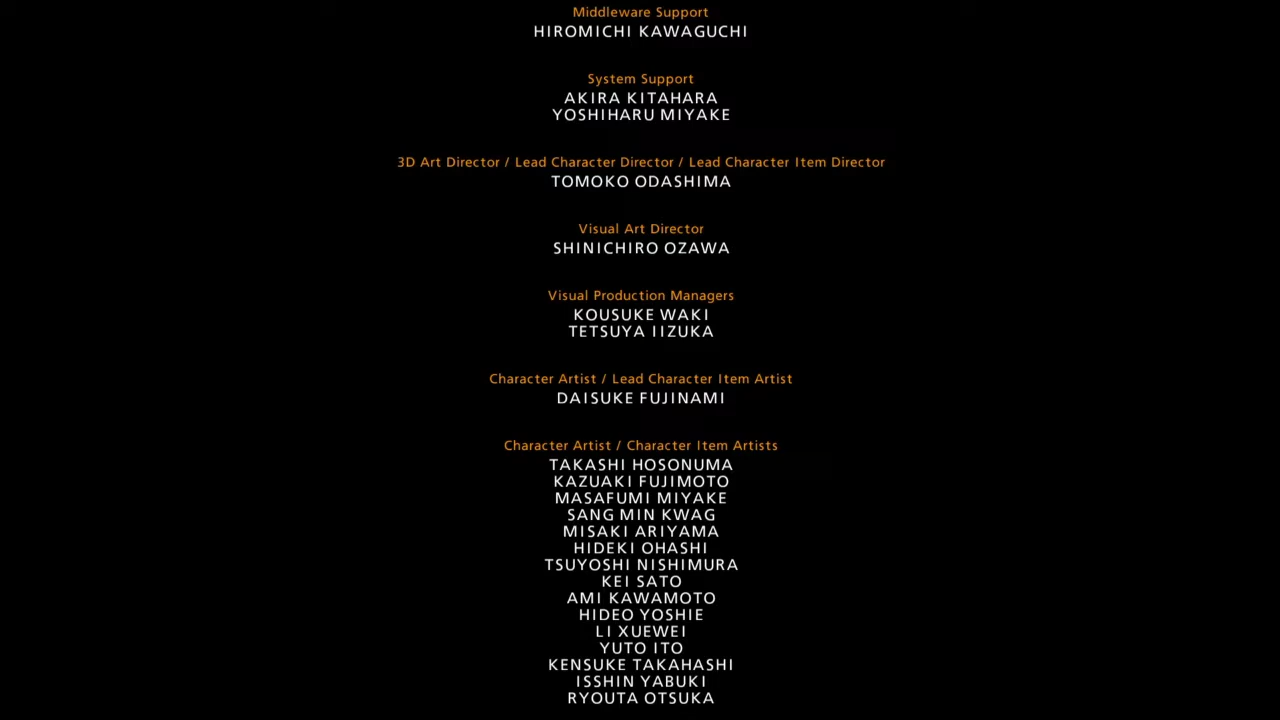 Middleware Support
HIROMICHI KAWAGUCHI
System Support
AKIRA KITAHARA
YOSHIHARU MIYAKE
3D Art Director / Lead Character Director / Lead Character Item Director
TOMOKO ODASHIMA
Visual Art Director
SHINICHIRO OZAWA
Visual Production Managers
KOUSUKE WAKI
TETSUYA IIZUKA
Character Artist / Lead Character Item Artist
DAISUKE FUJINAMI
Character Artist / Character Item Artists
TAKASHI HOSONUMA
KAZUAKI FUJIMOTO
MASAFUMI MIYAKE
SANG MIN KWAG
MISAKI ARIYAMA
HIDEKI OHASHI
TSUYOSHI NISHIMURA
KEI SATO
AMI KAWAMOTO
HIDEO YOSHIE
LI XUEWEI
YUTO ITO
KENSUKE TAKAHASHI
ISSHIN YABUKI
RYOUTA OTSUKA